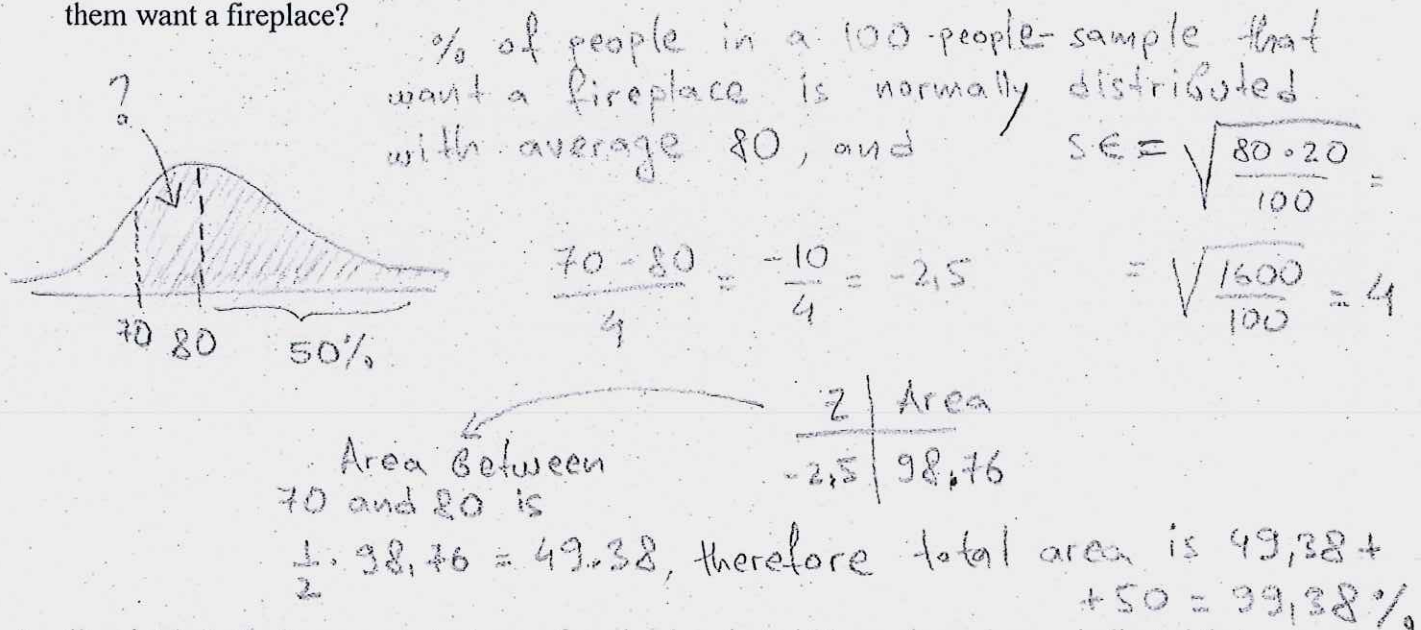 them want a fireplace?
% of people in a 100-people-sample that
want a fireplace is normally distributed
with average 80, and SE = √(80·20/100) =
?
(70-80)/4 = -10/4 = -2,5
= √(1600/100) = 4
70 80 50%
Z | Area
-2,5 | 98,76
Area Between
70 and 80 is
1/2 · 98,76 = 49.38, therefore total area is 49,38 +
+ 50 = 99,38%